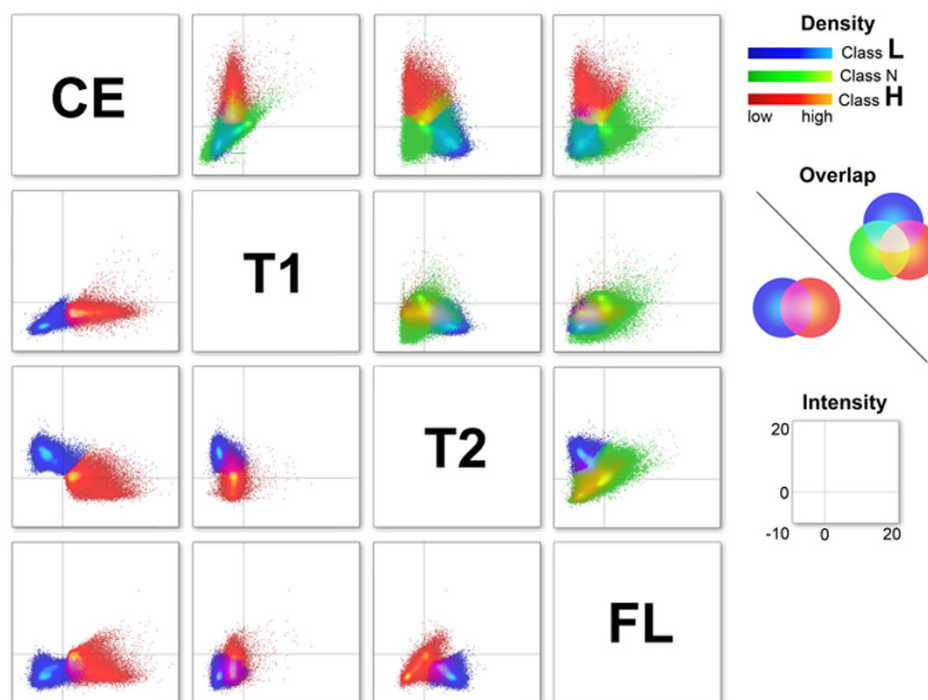 CE
T1
T2
FL
Density
Class L
Class N
Class H
low high
Overlap
Intensity
20
0
-10 0 20